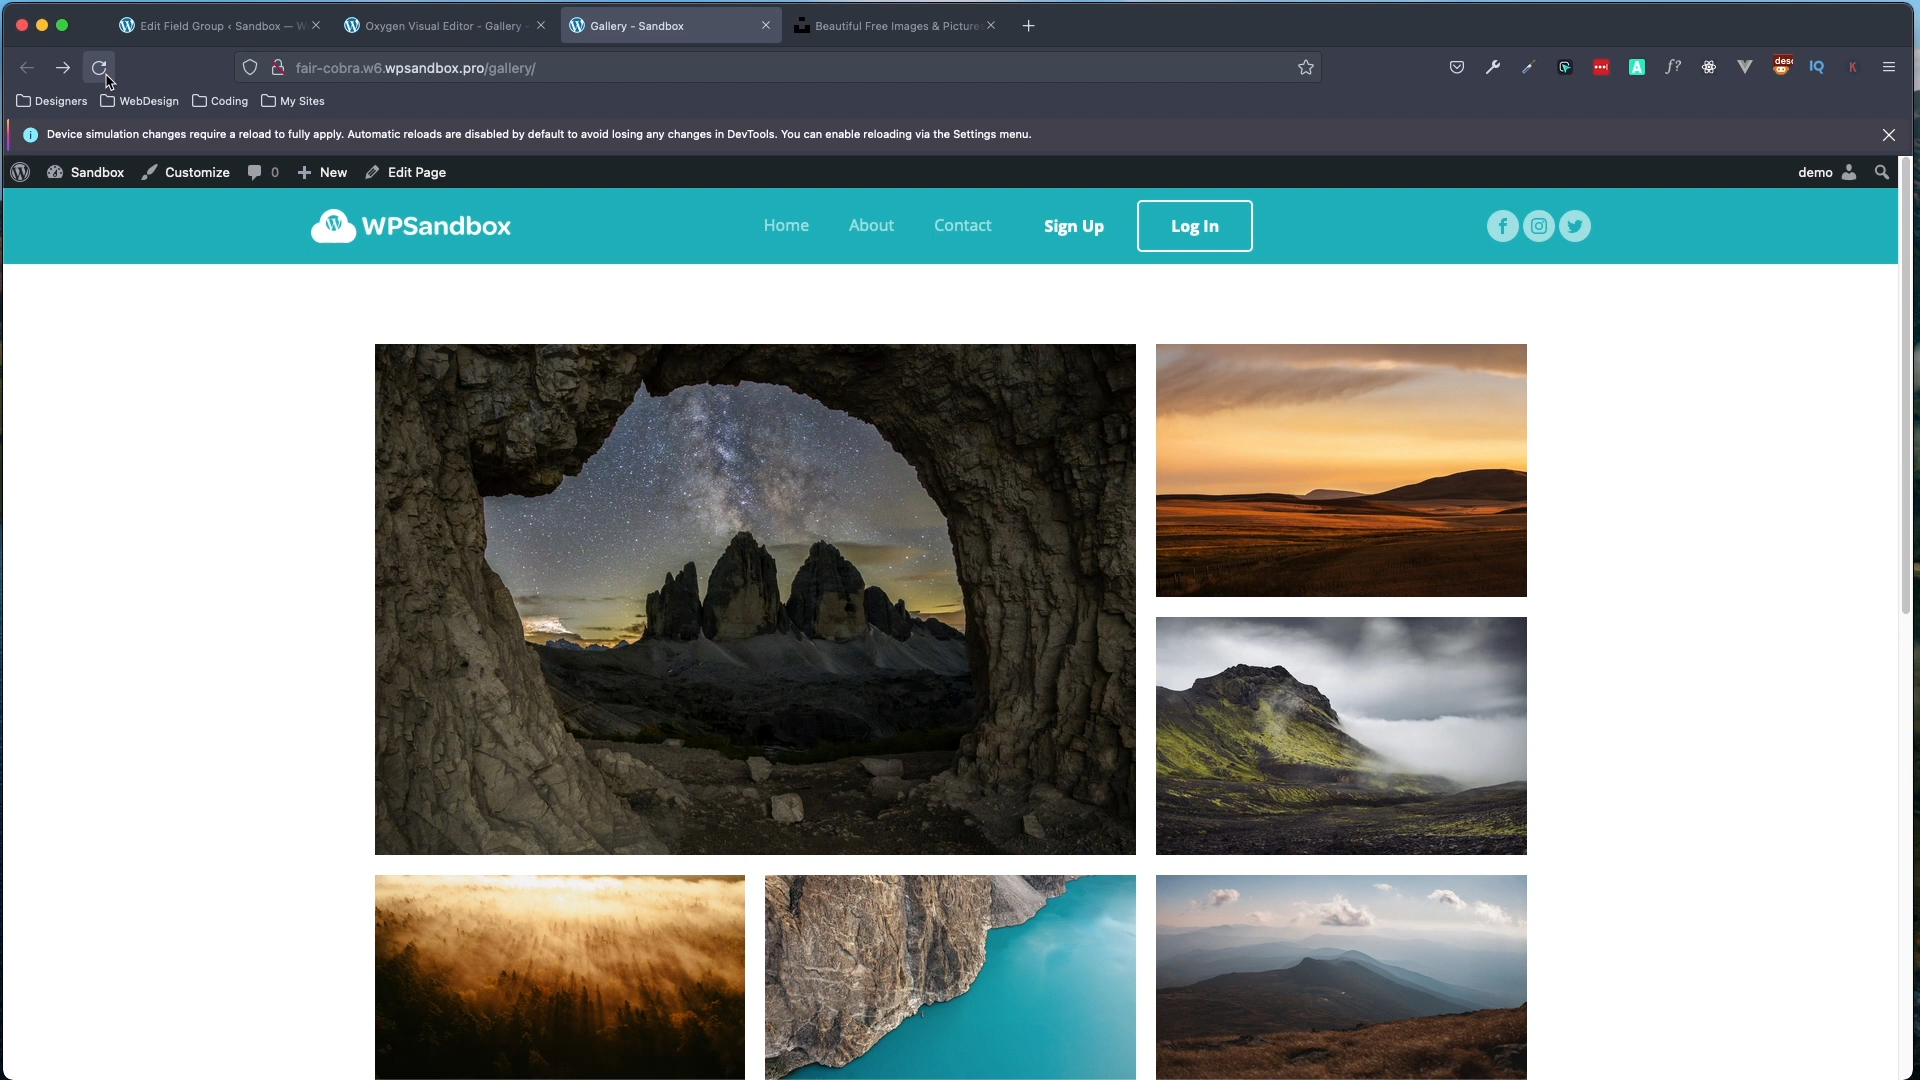 Edit Field Group ‹ Sandbox — W
Oxygen Visual Editor - Gallery -
Gallery - Sandbox
Beautiful Free Images & Pictures
fair-cobra.w6.wpsandbox.pro/gallery/
f?
desc
IQ
K
A
Designers
WebDesign
Coding
My Sites
Device simulation changes require a reload to fully apply. Automatic reloads are disabled by default to avoid losing any changes in DevTools. You can enable reloading via the Settings menu.
Sandbox
Customize
0
New
Edit Page
demo
WPSandbox
Home
About
Contact
Sign Up
Log In